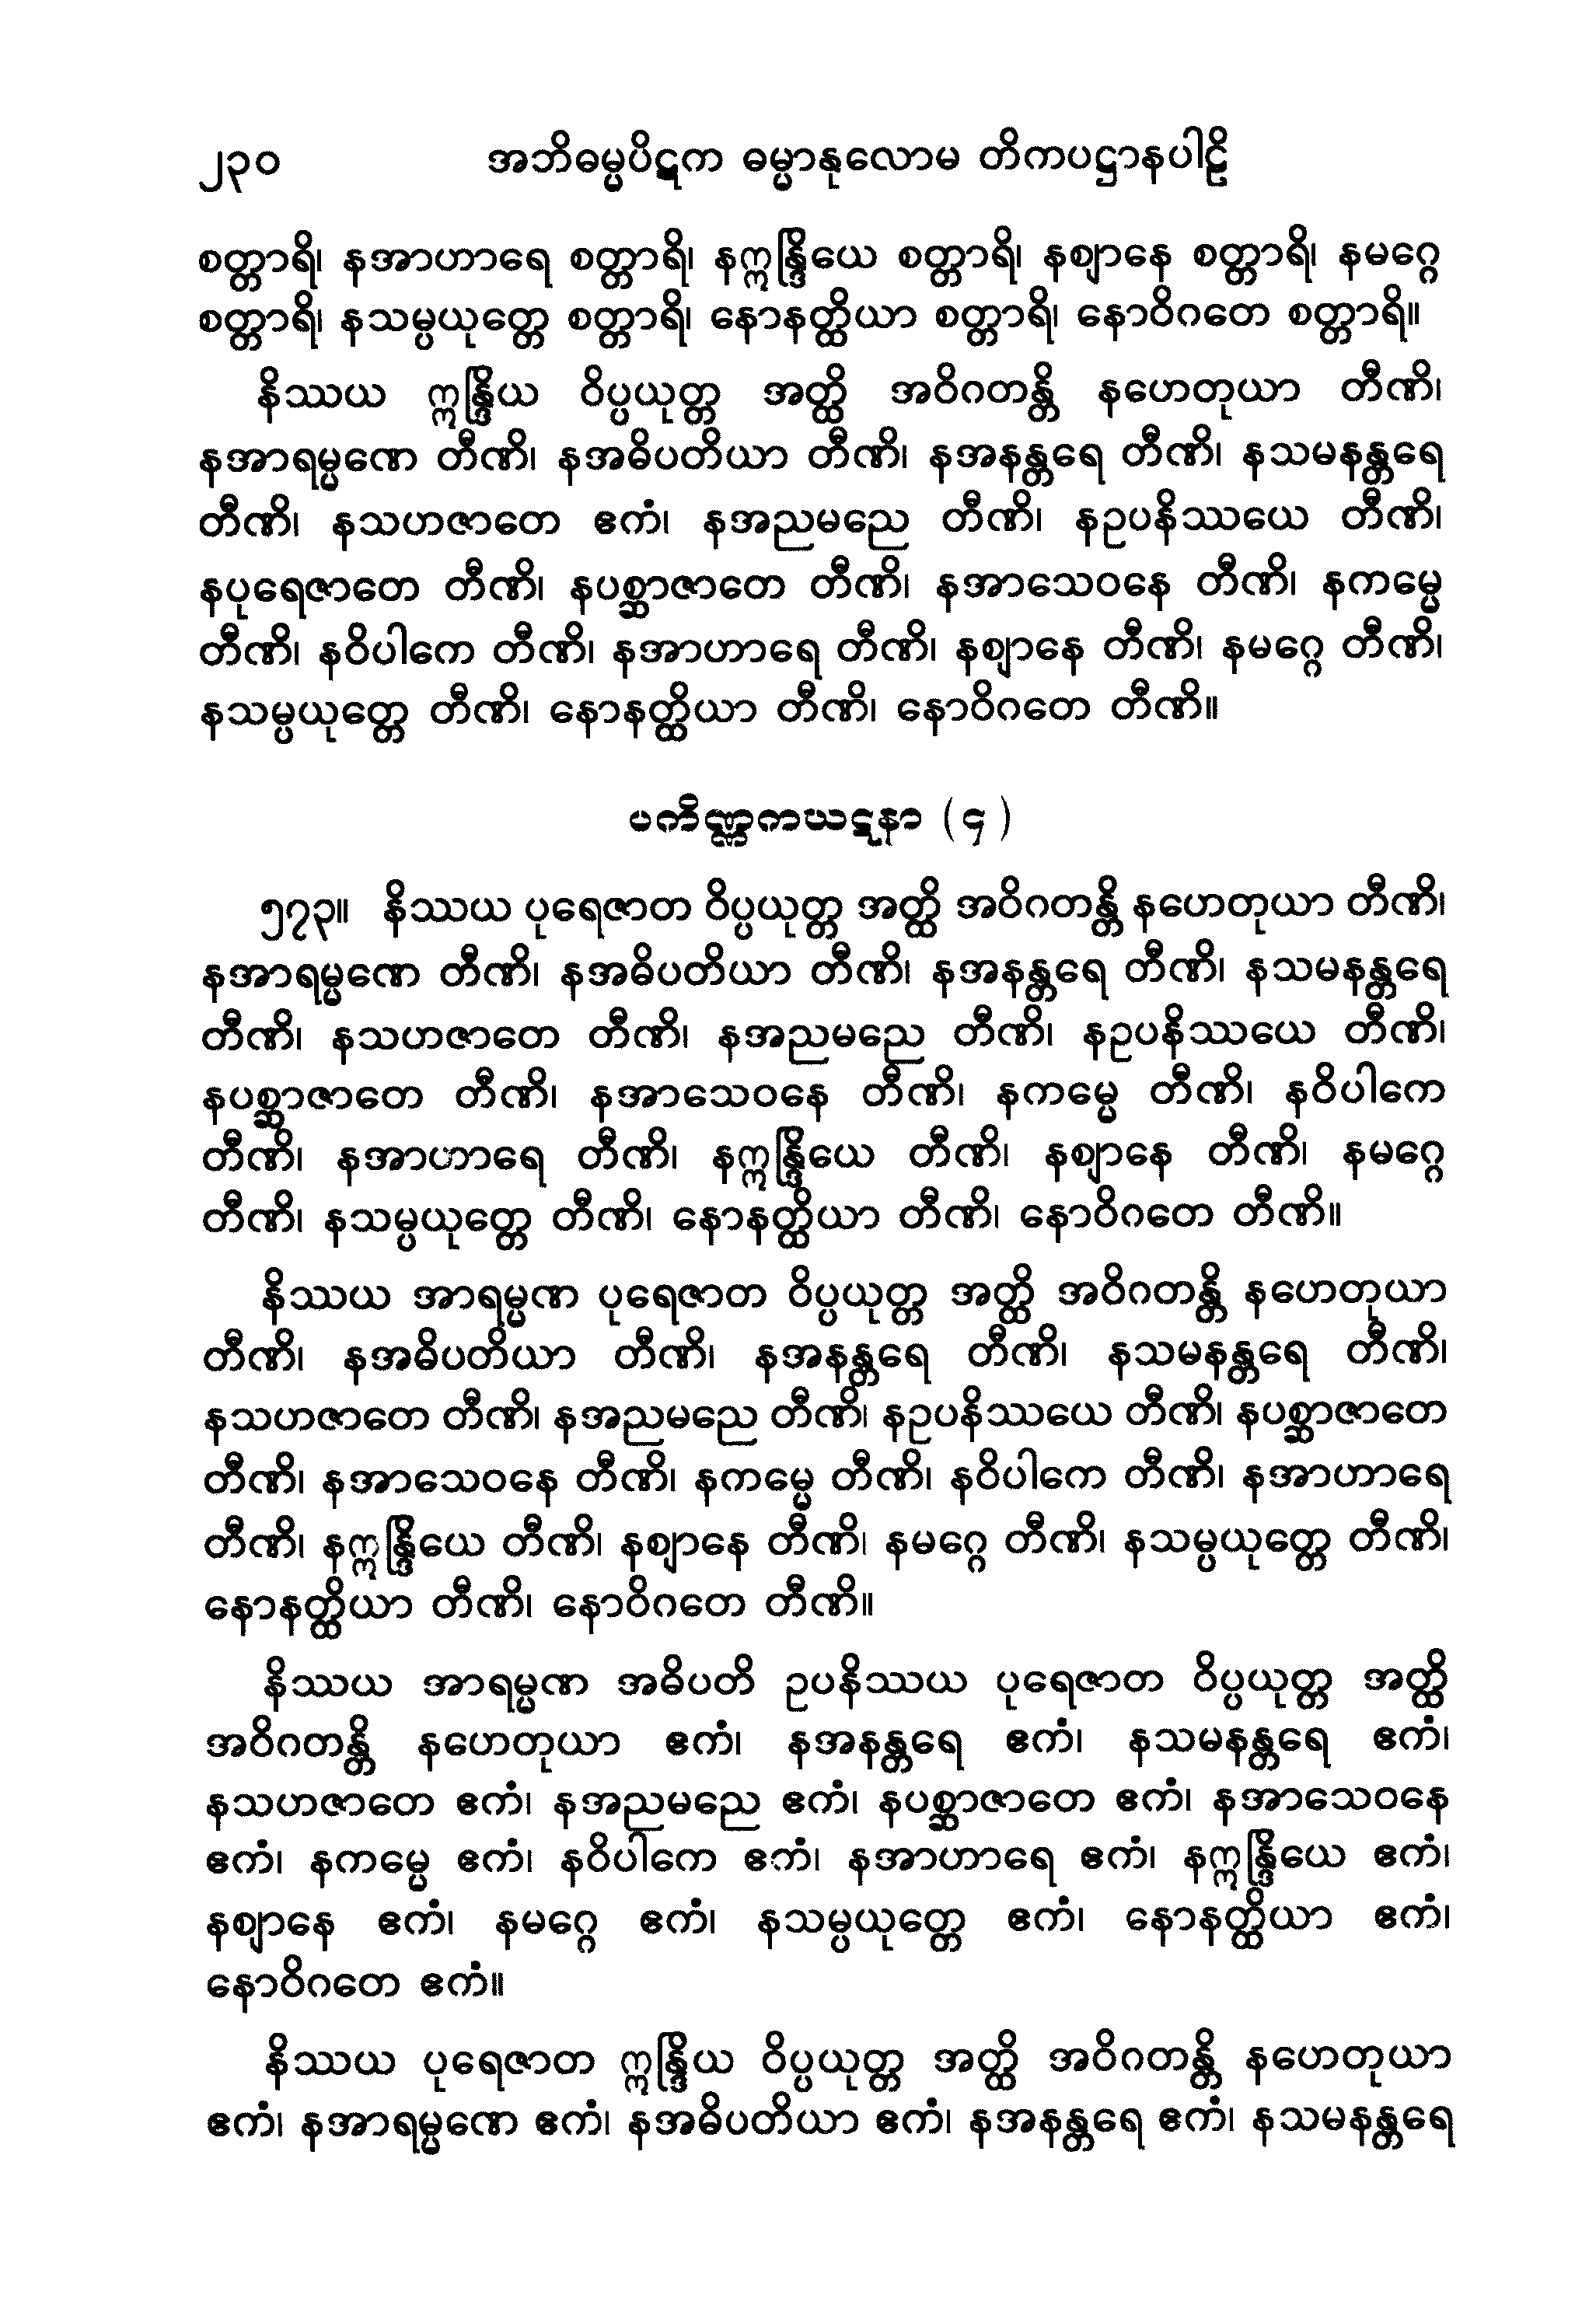 ၂၃၀ အဘိဓမ္မပိဋက ဓမ္မာနုလောမ တိကပဋ္ဌာနပါဠိ
စတ္တာရိ၊ နအာဟာရေ စတ္တာရိ၊ နဣန္ဒြိယေ စတ္တာရိ၊ နဈာနေ စတ္တာရိ၊ နမဂ္ဂေ
စတ္တာရိ၊ နသမ္ပယုတ္တေ စတ္တာရိ၊ နောနတ္ထိယာ စတ္တာရိ၊ နောဝိဂတေ စတ္တာရိ။
နိဿယ ဣန္ဒြိယ ဝိပ္ပယုတ္တ အတ္ထိ အဝိဂတန္တိ နဟေတုယာ တီဏိ၊
နအာရမ္မဏေ တီဏိ၊ နအဓိပတိယာ တီဏိ၊ နအနန္တရေ တီဏိ၊ နသမနန္တရေ
တီဏိ၊ နသဟဇာတေ ဧကံ၊ နအညမညေ တီဏိ၊ နဥပနိဿယေ တီဏိ၊
နပုရေဇာတေ တီဏိ၊ နပစ္ဆာဇာတေ တီဏိ၊ နအာသေဝနေ တီဏိ၊ နကမ္မေ
တီဏိ၊ နဝိပါကေ တီဏိ၊ နအာဟာရေ တီဏိ၊ နဈာနေ တီဏိ၊ နမဂ္ဂေ တီဏိ၊
နသမ္ပယုတ္တေ တီဏိ၊ နောနတ္ထိယာ တီဏိ၊ နောဝိဂတေ တီဏိ။
ပကိဏ္ဏကဃဋနာ (၄)
၅၇၃။ နိဿယ ပုရေဇာတ ဝိပ္ပယုတ္တ အတ္ထိ အဝိဂတန္တိ နဟေတုယာ တီဏိ၊
နအာရမ္မဏေ တီဏိ၊ နအဓိပတိယာ တီဏိ၊ နအနန္တရေ တီဏိ၊ နသမနန္တရေ
တီဏိ၊ နသဟဇာတေ တီဏိ၊ နအညမညေ တီဏိ၊ နဥပနိဿယေ တီဏိ၊
နပစ္ဆာဇာတေ တီဏိ၊ နအာသေဝနေ တီဏိ၊ နကမ္မေ တီဏိ၊ နဝိပါကေ
တီဏိ၊ နအာဟာရေ တီဏိ၊ နဣန္ဒြိယေ တီဏိ၊ နဈာနေ တီဏိ၊ နမဂ္ဂေ
တီဏိ၊ နသမ္ပယုတ္တေ တီဏိ၊ နောနတ္ထိယာ တီဏိ၊ နောဝိဂတေ တီဏိ။
နိဿယ အာရမ္မဏ ပုရေဇာတ ဝိပ္ပယုတ္တ အတ္ထိ အဝိဂတန္တိ နဟေတုယာ
တီဏိ၊ နအဓိပတိယာ တီဏိ၊ နအနန္တရေ တီဏိ၊ နသမနန္တရေ တီဏိ၊
နသဟဇာတေ တီဏိ၊ နအညမညေ တီဏိ၊ နဥပနိဿယေ တီဏိ၊ နပစ္ဆာဇာတေ
တီဏိ၊ နအာသေဝနေ တီဏိ၊ နကမ္မေ တီဏိ၊ နဝိပါကေ တီဏိ၊ နအာဟာရေ
တီဏိ၊ နဣန္ဒြိယေ တီဏိ၊ နဈာနေ တီဏိ၊ နမဂ္ဂေ တီဏိ၊ နသမ္ပယုတ္တေ တီဏိ၊
နောနတ္ထိယာ တီဏိ၊ နောဝိဂတေ တီဏိ။
နိဿယ အာရမ္မဏ အဓိပတိ ဥပနိဿယ ပုရေဇာတ ဝိပ္ပယုတ္တ အတ္ထိ
အဝိဂတန္တိ နဟေတုယာ ဧကံ၊ နအနန္တရေ ဧကံ၊ နသမနန္တရေ ဧကံ၊
နသဟဇာတေ ဧကံ၊ နအညမညေ ဧကံ၊ နပစ္ဆာဇာတေ ဧကံ၊ နအာသေဝနေ
ဧကံ၊ နကမ္မေ ဧကံ၊ နဝိပါကေ ဧကံ၊ နအာဟာရေ ဧကံ၊ နဣန္ဒြိယေ ဧကံ၊
နဈာနေ ဧကံ၊ နမဂ္ဂေ ဧကံ၊ နသမ္ပယုတ္တေ ဧကံ၊ နောနတ္ထိယာ ဧကံ၊
နောဝိဂတေ ဧကံ။
နိဿယ ပုရေဇာတ ဣန္ဒြိယ ဝိပ္ပယုတ္တ အတ္ထိ အဝိဂတန္တိ နဟေတုယာ
ဧကံ၊ နအာရမ္မဏေ ဧကံ၊ နအဓိပတိယာ ဧကံ၊ နအနန္တရေ ဧကံ၊ နသမနန္တရေ